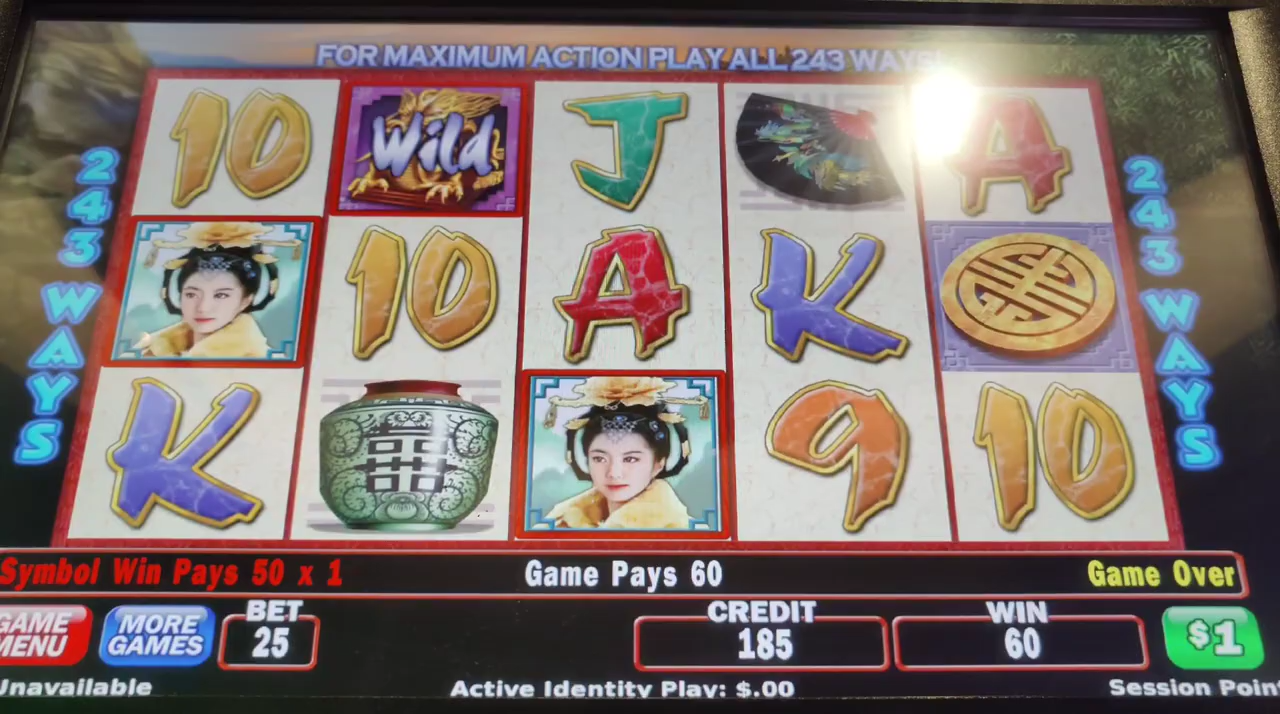 FOR MAXIMUM ACTION PLAY ALL 243 WAYS!
10 Wild J A
10 A K
K 9 10
243 WAYS
243 WAYS
Symbol Win Pays 50 x 1 Game Pays 60 Game Over
GAME MENU
MORE GAMES
BET 25
CREDIT 185
WIN 60
$1
Unavailable Active Identity Play: $.00 Session Point